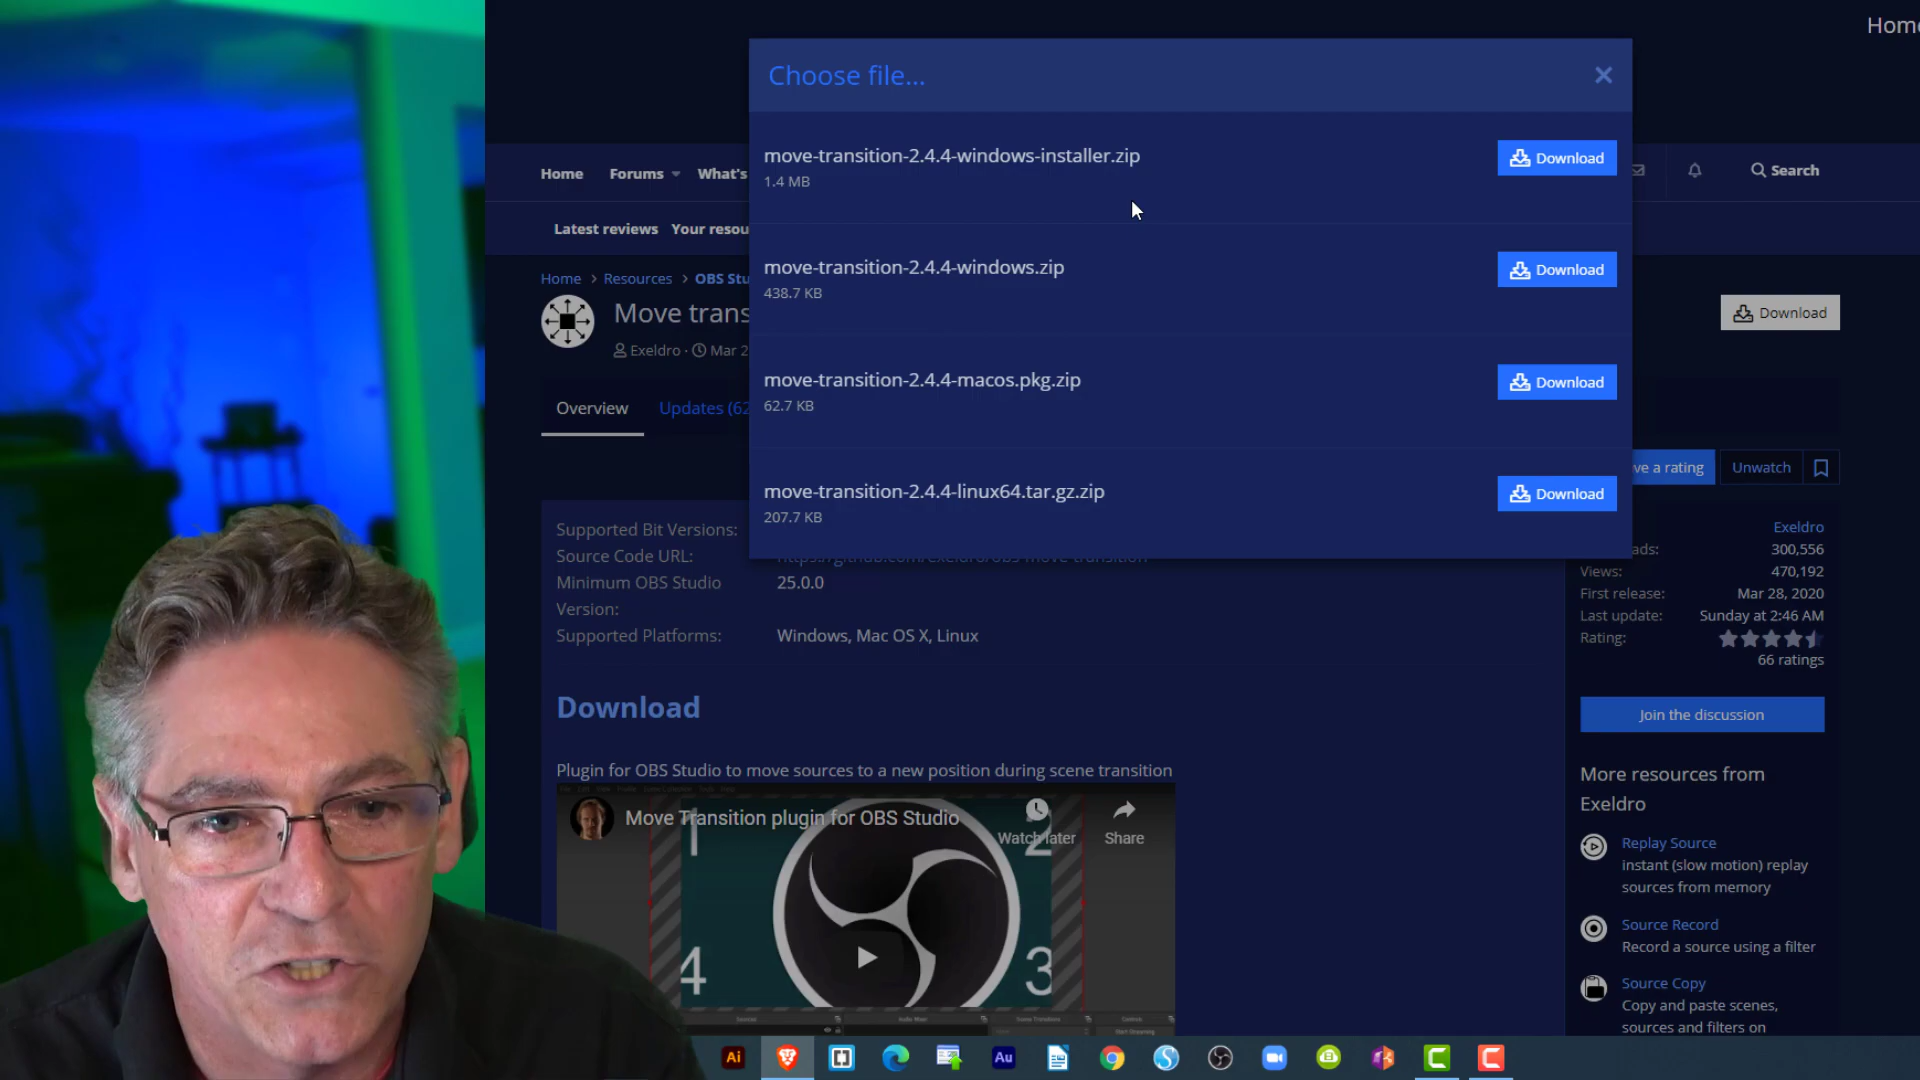 Home
Choose file...
move-transition-2.4.4-windows-installer.zip
1.4 MB
Download
move-transition-2.4.4-windows.zip
438.7 KB
Download
move-transition-2.4.4-macos.pkg.zip
62.7 KB
Download
move-transition-2.4.4-linux64.tar.gz.zip
207.7 KB
Download
Home Forums What's
Search
Latest reviews Your resou
Home Resources OBS Stu
Move trans
Exeldro · Mar 2
Download
Overview Updates (62
ve a rating Unwatch
Supported Bit Versions:
Source Code URL:
Minimum OBS Studio Version: 25.0.0
Supported Platforms: Windows, Mac OS X, Linux
Download
Plugin for OBS Studio to move sources to a new position during scene transition
Move Transition plugin for OBS Studio
Watch later
Share
1
2
4
3
Exeldro
ads: 300,556
Views: 470,192
First release: Mar 28, 2020
Last update: Sunday at 2:46 AM
Rating:
66 ratings
Join the discussion
More resources from
Exeldro
Replay Source
instant (slow motion) replay
sources from memory
Source Record
Record a source using a filter
Source Copy
Copy and paste scenes,
sources and filters on
Ai
Au